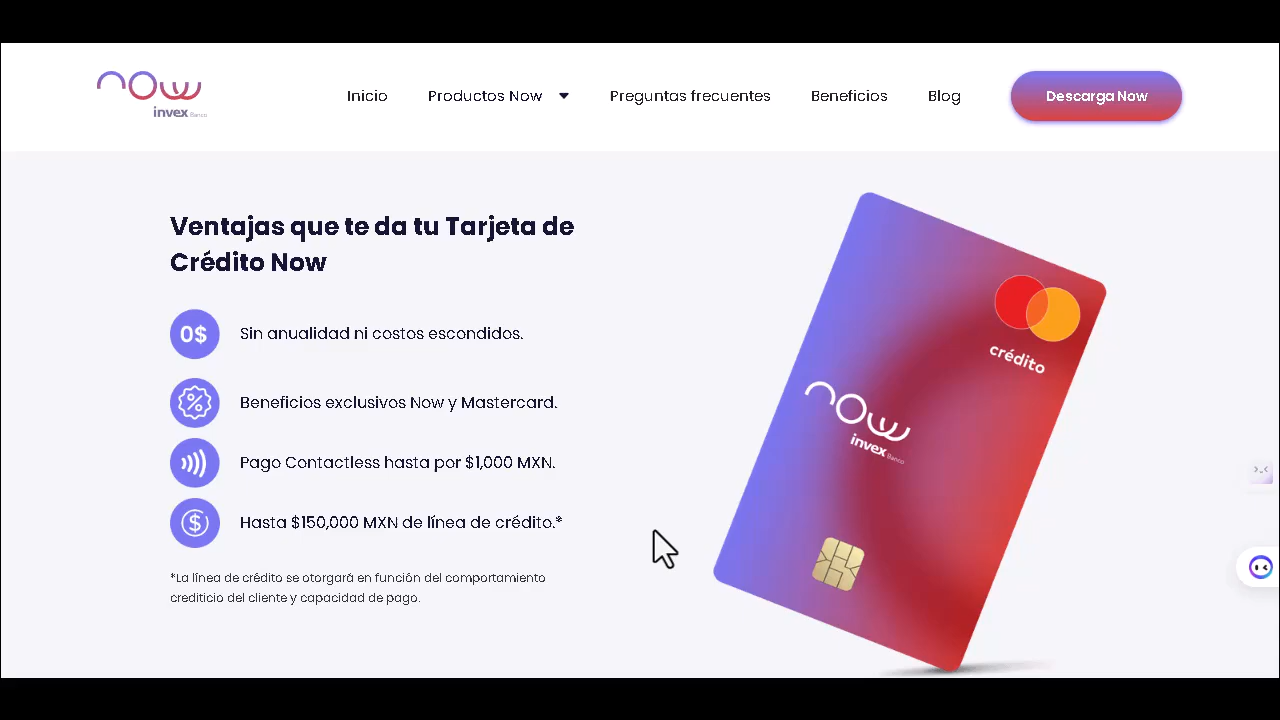 now
invex Banco
Inicio
Productos Now
Preguntas frecuentes
Beneficios
Blog
Descarga Now
Ventajas que te da tu Tarjeta de
Crédito Now
0$
Sin anualidad ni costos escondidos.
Beneficios exclusivos Now y Mastercard.
Pago Contactless hasta por $1,000 MXN.
$
Hasta $150,000 MXN de línea de crédito.*
*La línea de crédito se otorgará en función del comportamiento
crediticio del cliente y capacidad de pago.
crédito
now
invex Banco